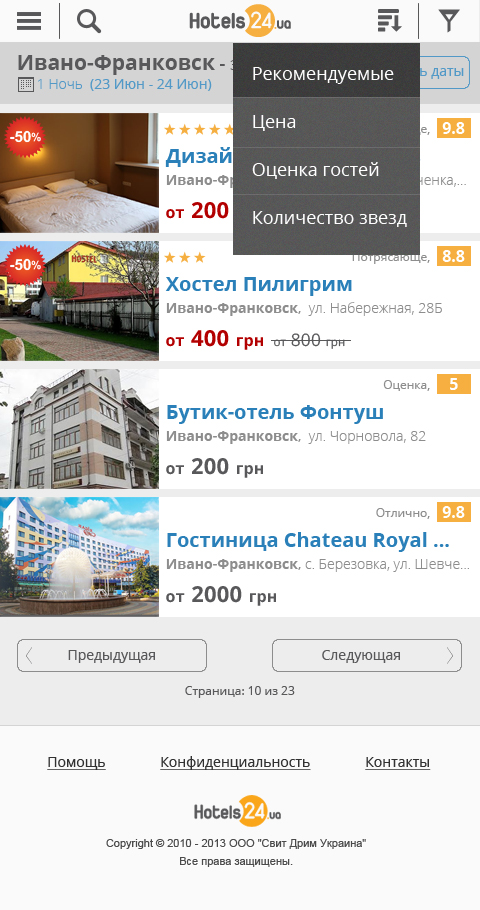 Hotels24.ua
Ивано-Франковск -
1 Ночь (23 Июн - 24 Июн)
даты
Рекомендуемые
Цена
Оценка гостей
Количество звезд
-50%
9.8
Дизай
Ивано-
от 200
8.8
Потрясающе,
-50%
HOSTEL
Хостел Пилигрим
Ивано-Франковск, ул. Набережная, 28Б
от 400 грн от 800 грн
Оценка, 5
Бутик-отель Фонтуш
Ивано-Франковск, ул. Чорновола, 82
от 200 грн
Отлично, 9.8
Гостиница Chateau Royal ...
Ивано-Франковск, с. Березовка, ул. Шевче...
от 2000 грн
Предыдущая
Следующая
Страница: 10 из 23
Помощь
Конфиденциальность
Контакты
Hotels24.ua
Copyright © 2010 - 2013 ООО "Свит Дрим Украина"
Все права защищены.